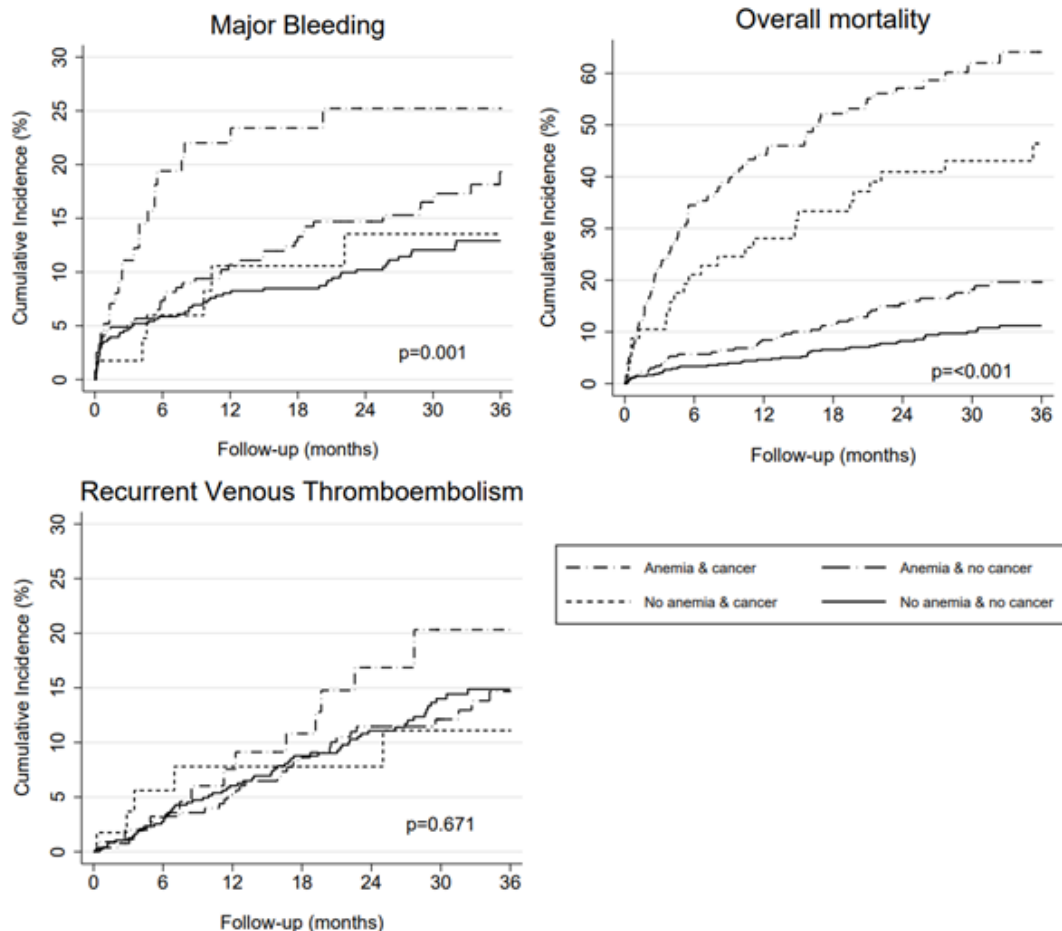 Major Bleeding
Cumulative Incidence (%)
30
25
20
15
10
5
0
p=0.001
0 6 12 18 24 30 36
Follow-up (months)
Overall mortality
Cumulative Incidence (%)
60
50
40
30
20
10
0
p=<0.001
0 6 12 18 24 30 36
Follow-up (months)
Recurrent Venous Thromboembolism
Cumulative Incidence (%)
30
25
20
15
10
5
0
p=0.671
0 6 12 18 24 30 36
Follow-up (months)
Anemia & cancer Anemia & no cancer
No anemia & cancer No anemia & no cancer